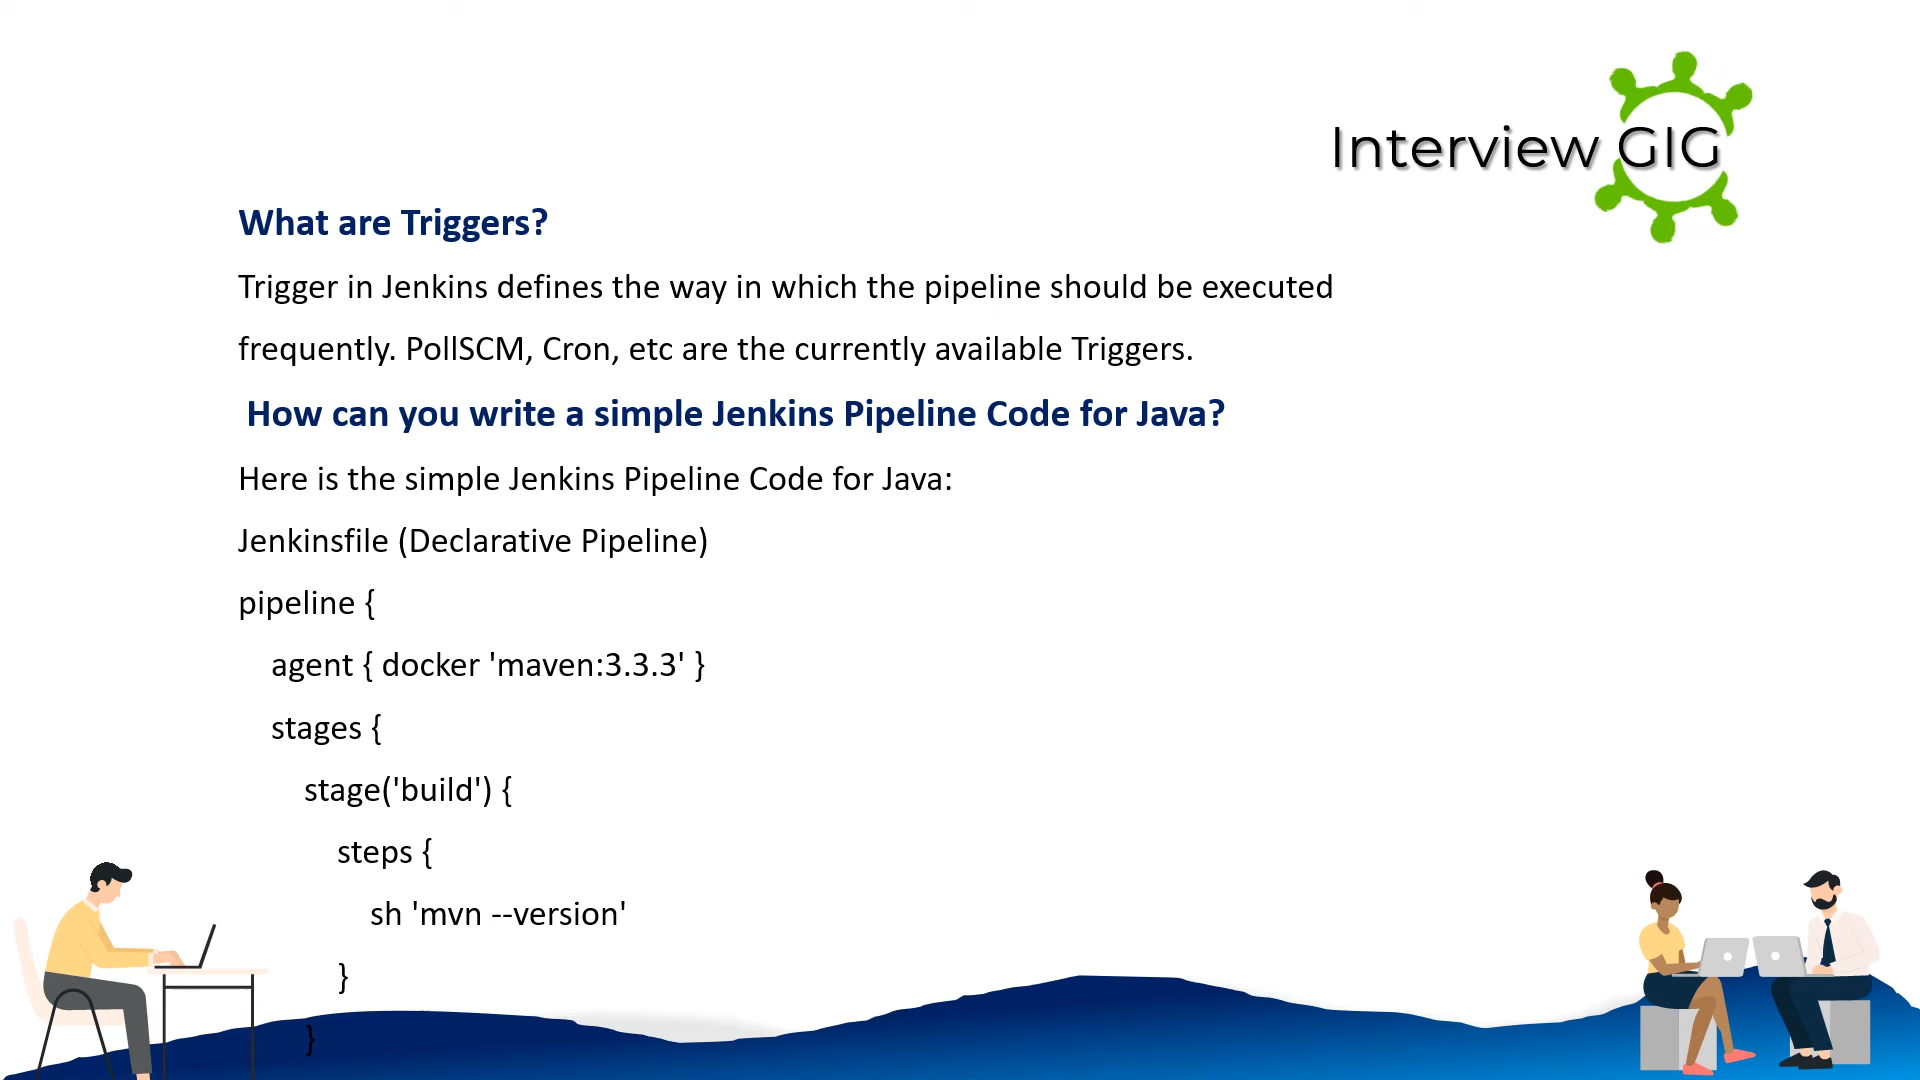 Interview GIG
What are Triggers?
Trigger in Jenkins defines the way in which the pipeline should be executed
frequently. PollSCM, Cron, etc are the currently available Triggers.
How can you write a simple Jenkins Pipeline Code for Java?
Here is the simple Jenkins Pipeline Code for Java:
Jenkinsfile (Declarative Pipeline)
pipeline {
agent { docker 'maven:3.3.3' }
stages {
stage('build') {
steps {
sh 'mvn --version'
}
}